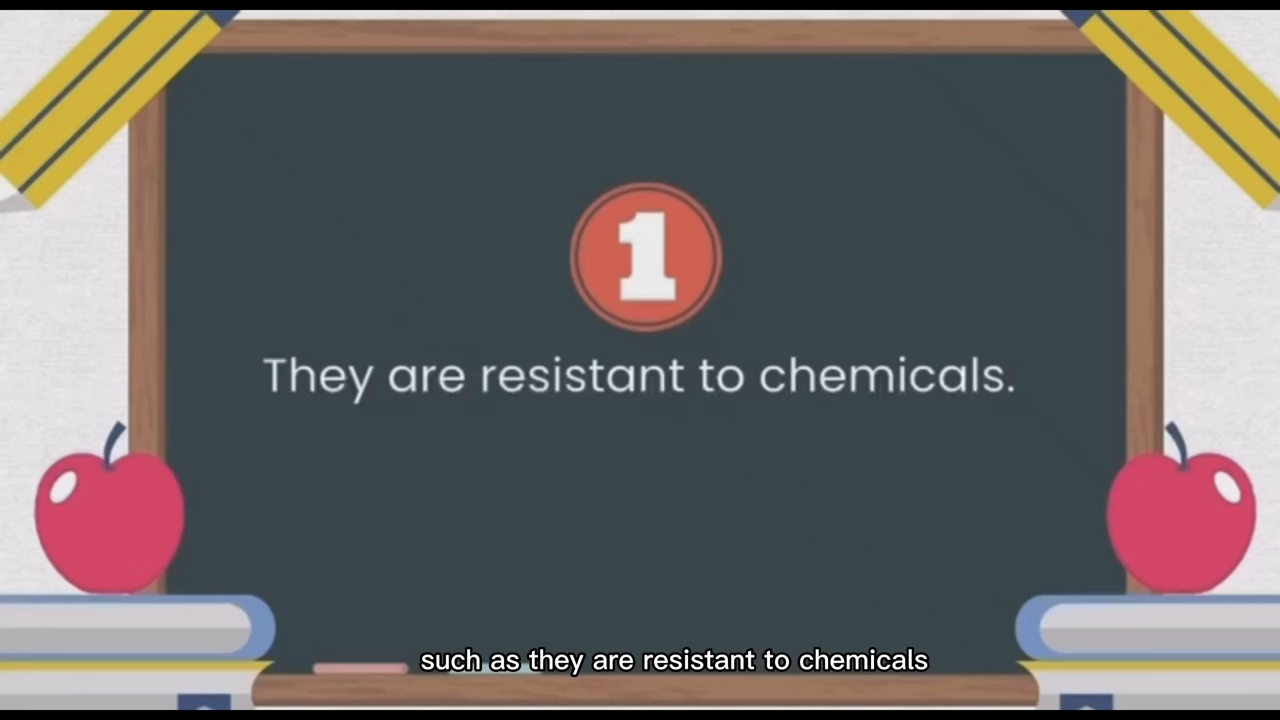 1
They are resistant to chemicals.
such as they are resistant to chemicals